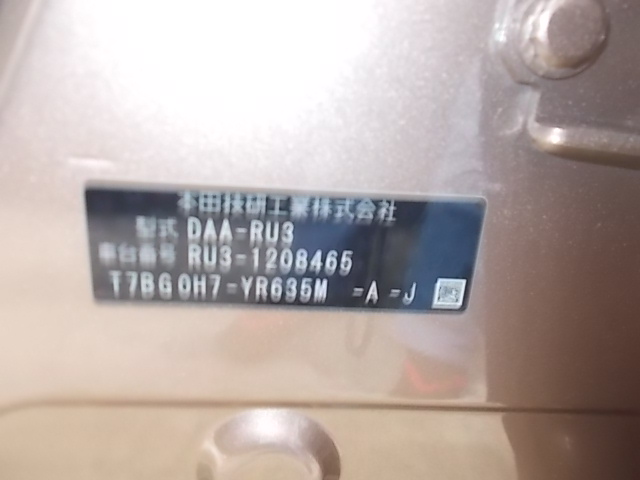 本田技研工業株式会社
型式 DAA-RU3
車台番号 RU3-1208465
T7BG0H7-YR635M -A -J